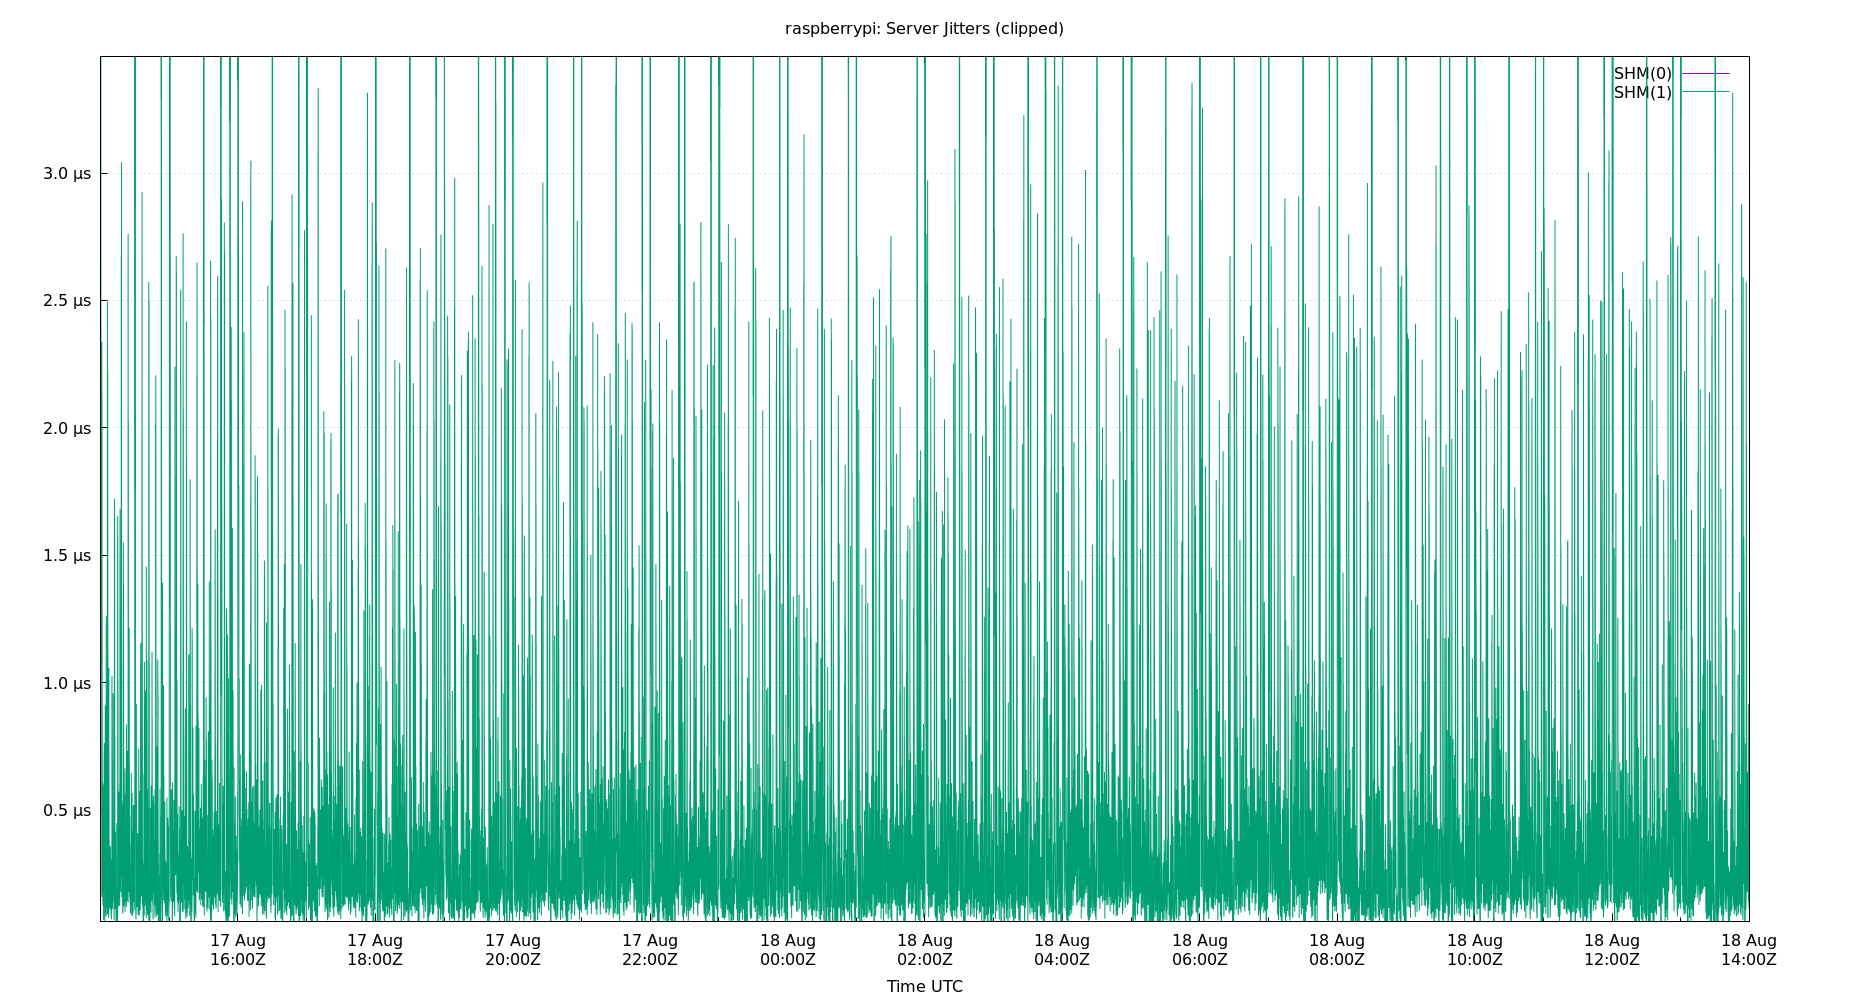 raspberrypi: Server Jitters (clipped)
SHM(0)
SHM(1)
3.0 µs
2.5 µs
2.0 µs
1.5 µs
1.0 µs
0.5 µs
17 Aug 17 Aug 17 Aug 17 Aug 18 Aug 18 Aug 18 Aug 18 Aug 18 Aug 18 Aug 18 Aug 18 Aug
16:00Z 18:00Z 20:00Z 22:00Z 00:00Z 02:00Z 04:00Z 06:00Z 08:00Z 10:00Z 12:00Z 14:00Z
Time UTC